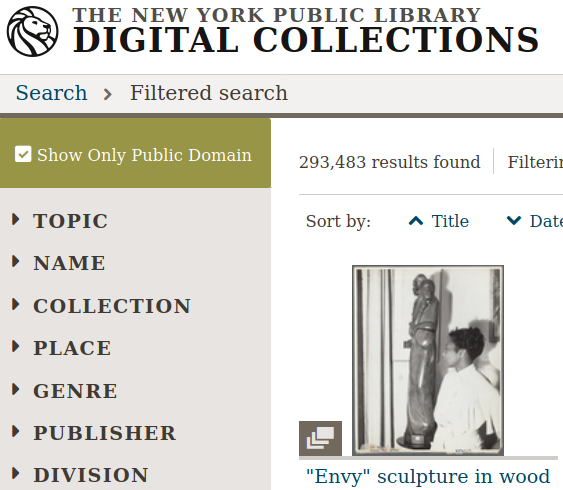 THE NEW YORK PUBLIC LIBRARY
DIGITAL COLLECTIONS
Search > Filtered search
Show Only Public Domain
293,483 results found
Filterin
TOPIC
NAME
COLLECTION
PLACE
GENRE
PUBLISHER
DIVISION
Sort by:
Title
Date
"Envy" sculpture in wood